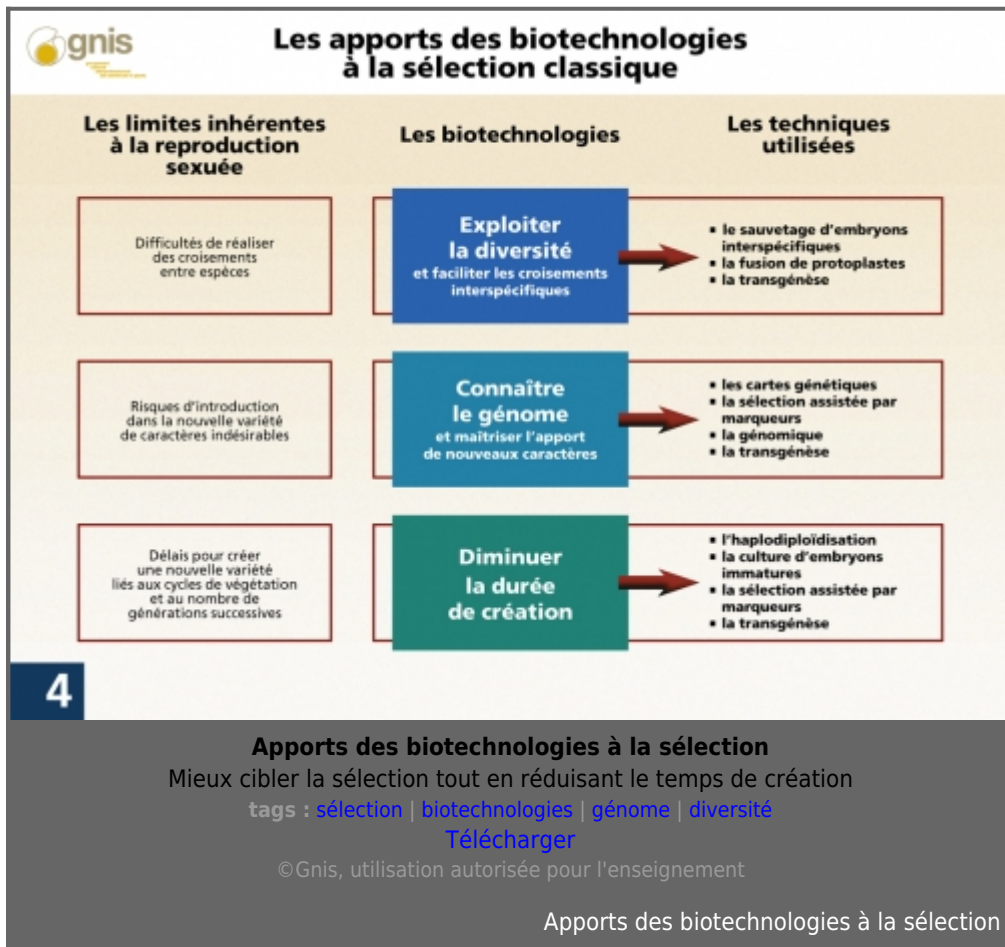 gnis
Les apports des biotechnologies
à la sélection classique
Les limites inhérentes
à la reproduction
sexuée
Les biotechnologies
Les techniques
utilisées
Difficultés de réaliser
des croisements
entre espèces
Exploiter
la diversité
et faciliter les croisements
interspécifiques
▪ le sauvetage d'embryons
interspécifiques
▪ la fusion de protoplastes
▪ la transgénèse
Risques d'introduction
dans la nouvelle variété
de caractères indésirables
Connaître
le génome
et maîtriser l'apport
de nouveaux caractères
▪ les cartes génétiques
▪ la sélection assistée par
marqueurs
▪ la génomique
▪ la transgénèse
Délais pour créer
une nouvelle variété
liés aux cycles de végétation
et au nombre de
générations successives
Diminuer
la durée
de création
▪ l'haplodiploïdisation
▪ la culture d'embryons
immatures
▪ la sélection assistée par
marqueurs
▪ la transgénèse
4
Apports des biotechnologies à la sélection
Mieux cibler la sélection tout en réduisant le temps de création
tags : sélection | biotechnologies | génome | diversité
Télécharger
©Gnis, utilisation autorisée pour l'enseignement
Apports des biotechnologies à la sélection